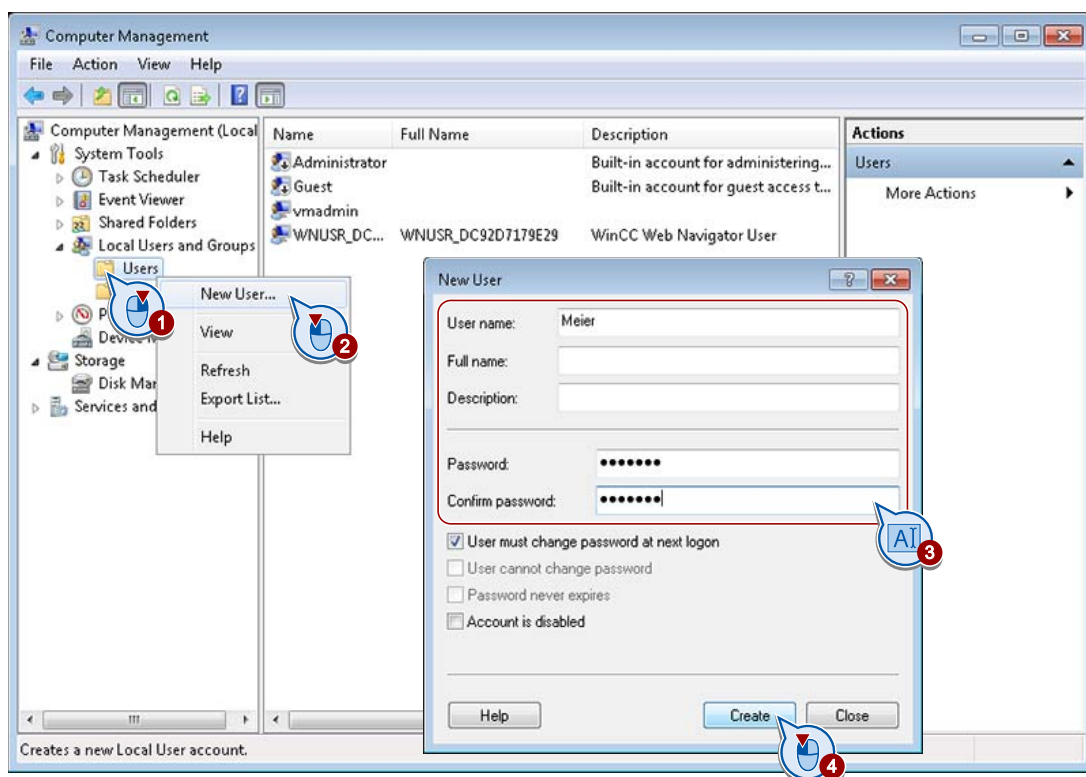 Computer Management
File Action View Help
Computer Management (Local
System Tools
Task Scheduler
Event Viewer
Shared Folders
Local Users and Groups
Users
P
Device M
Storage
Disk Mar
Services and
Name Full Name Description
Administrator Built-in account for administering...
Guest Built-in account for guest access t...
vmadmin
WNUSR_DC... WNUSR_DC92D7179E29 WinCC Web Navigator User
Actions
Users
More Actions
New User...
View
Refresh
Export List...
Help
1
2
New User
User name: Meier
Full name:
Description:
Password: ●●●●●●●
Confirm password: ●●●●●●●
AI
3
User must change password at next logon
User cannot change password
Password never expires
Account is disabled
Help Create Close
4
Creates a new Local User account.